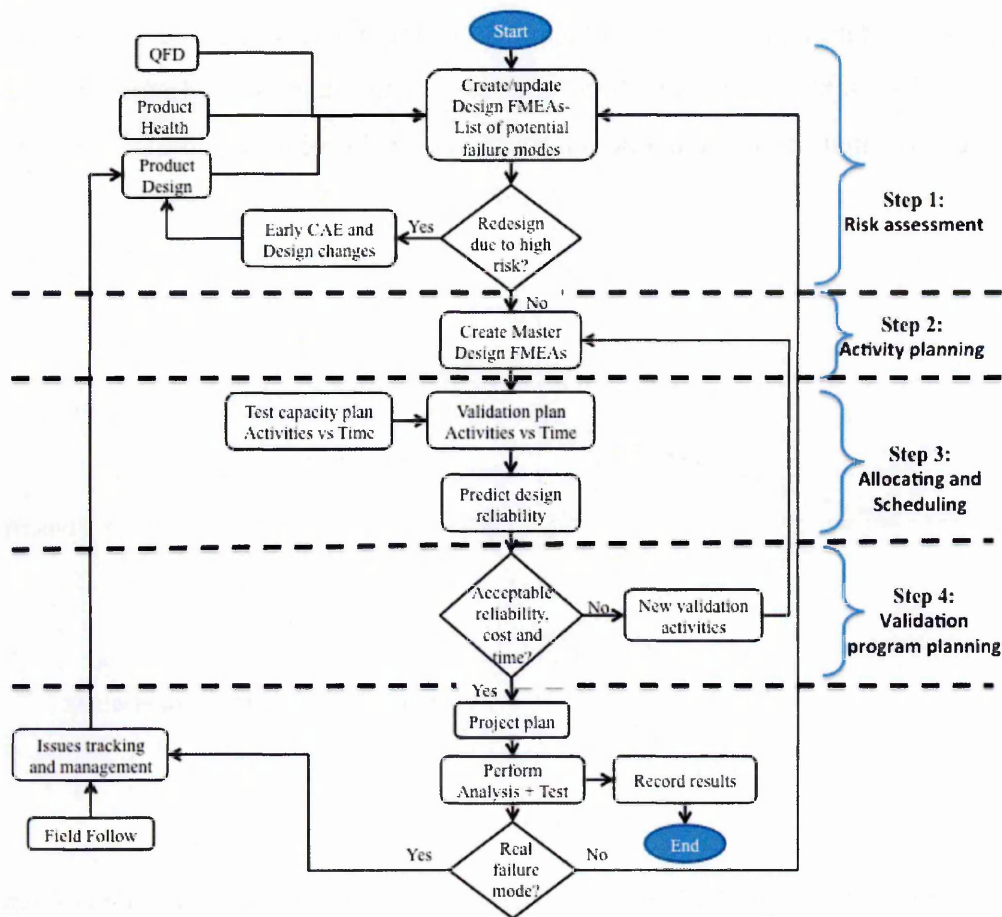 Start
QFD
Create/update
Design FMEAs-
List of potential
failure modes
Product
Health
Product
Design
Step 1:
Risk assessment
Early CAE and
Design changes
Yes
Redesign
due to high
risk?
No
Step 2:
Activity planning
Create Master
Design FMEAs
Test capacity plan
Activities vs Time
Validation plan
Activities vs Time
Step 3:
Allocating and
Scheduling
Predict design
reliability
Acceptable
reliability,
cost and
time?
No
New validation
activities
Step 4:
Validation
program planning
Yes
Project plan
Issues tracking
and management
Perform
Analysis + Test
Record results
Field Follow
Yes
Real
failure
mode?
No
End